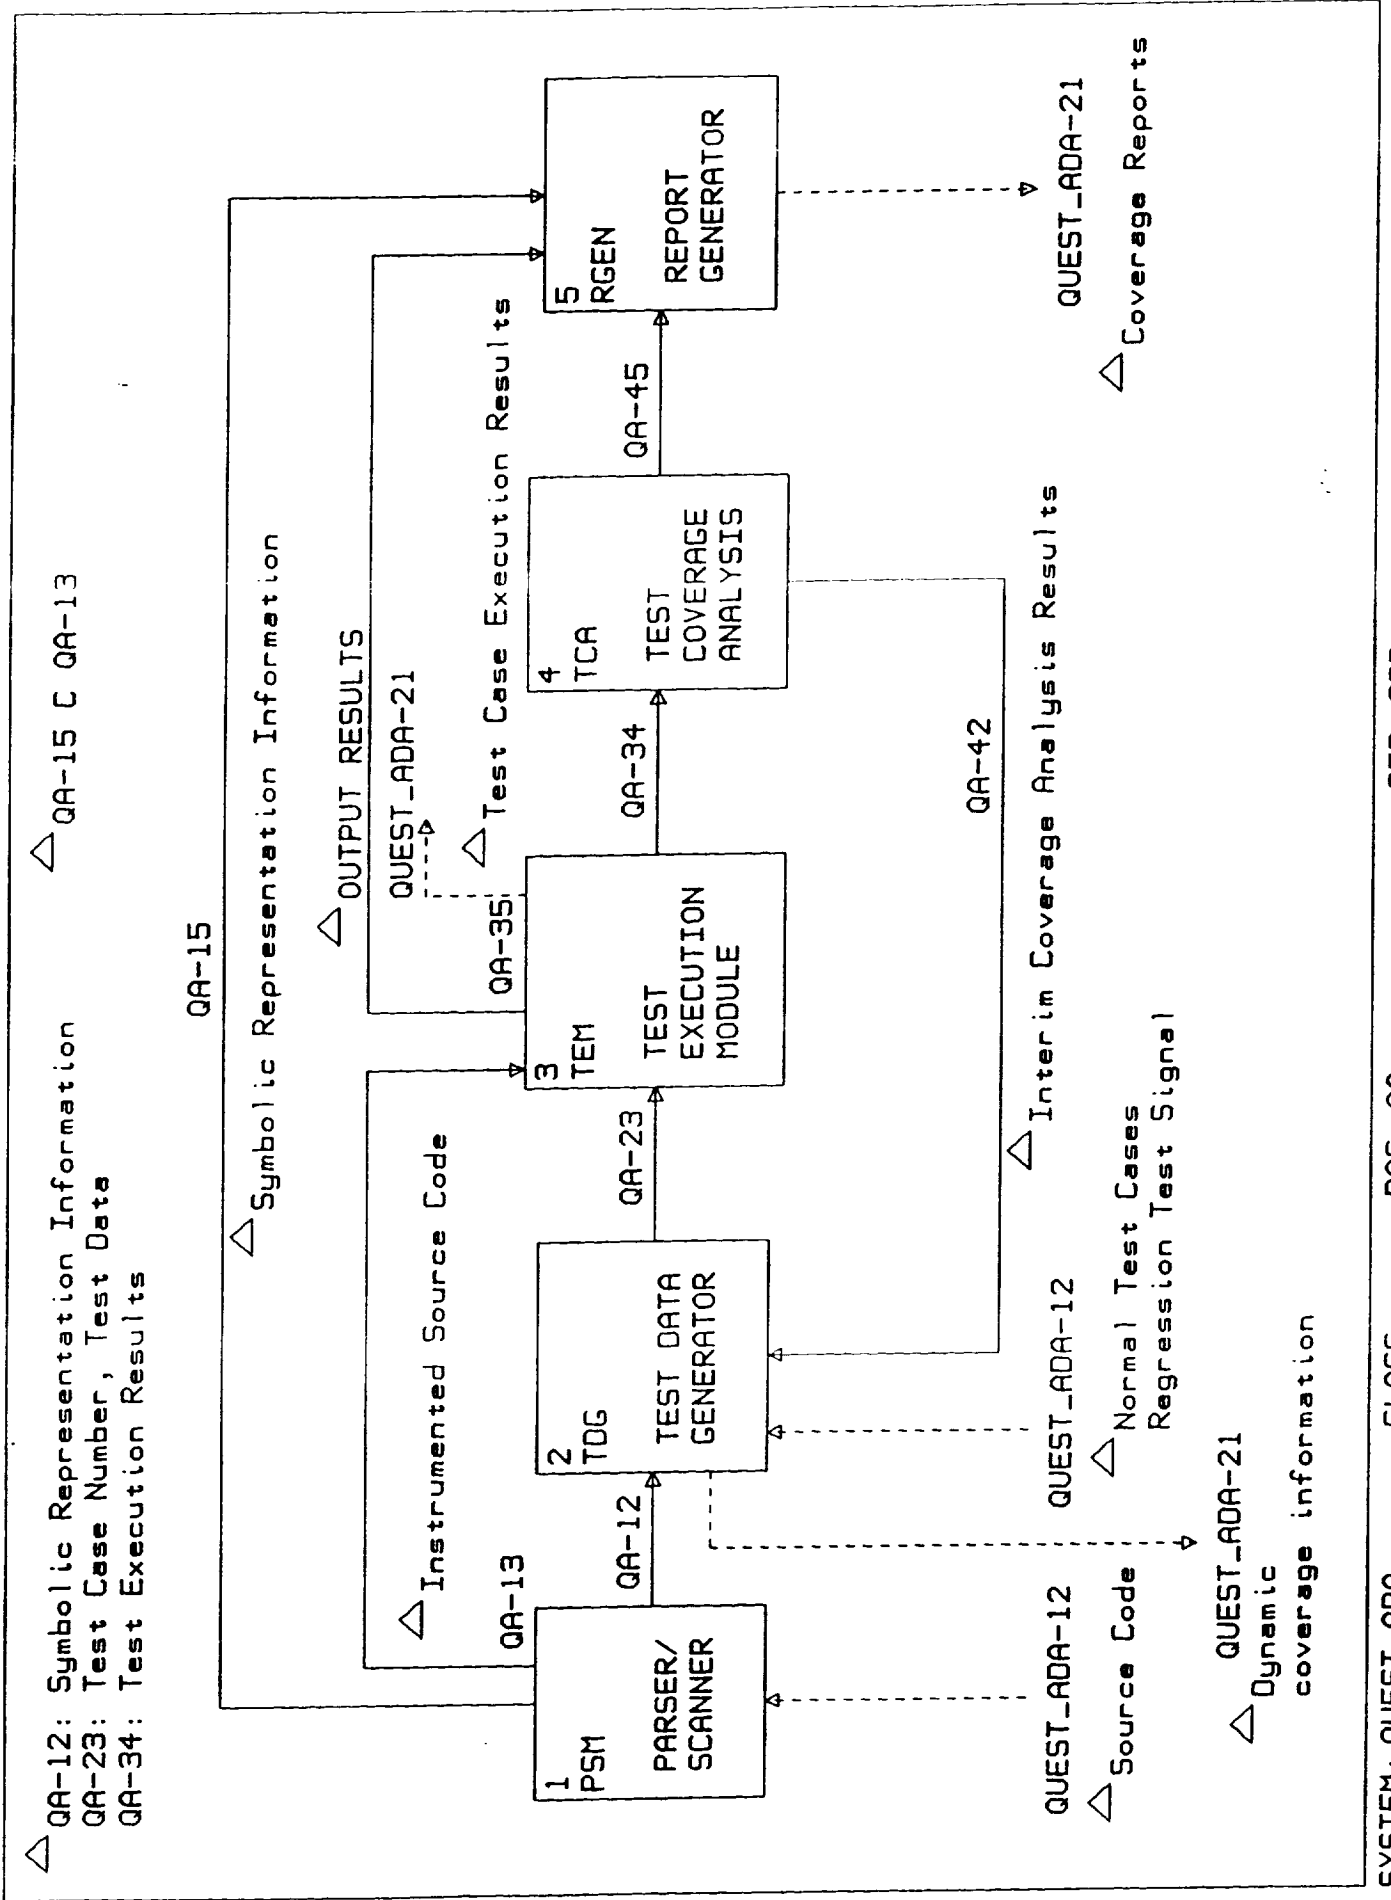 QA-12: Symbolic Representation Information
QA-23: Test Case Number, Test Data
QA-34: Test Execution Results
QA-15 C QA-13
QA-15
Symbolic Representation Information
OUTPUT RESULTS
QUEST_ADA-21
Instrumented Source Code
Test Case Execution Results
QA-13
QA-35
1
PSM
PARSER/
SCANNER
QA-12
2
TDG
TEST DATA
GENERATOR
QA-23
3
TEM
TEST
EXECUTION
MODULE
QA-34
4
TCA
TEST
COVERAGE
ANALYSIS
QA-45
5
RGEN
REPORT
GENERATOR
QA-42
Interim Coverage Analysis Results
QUEST_ADA-12
Source Code
QUEST_ADA-12
Normal Test Cases
Regression Test Signal
QUEST_ADA-21
Coverage Reports
QUEST_ADA-21
Dynamic
coverage information
SYSTEM: QUEST_ADA